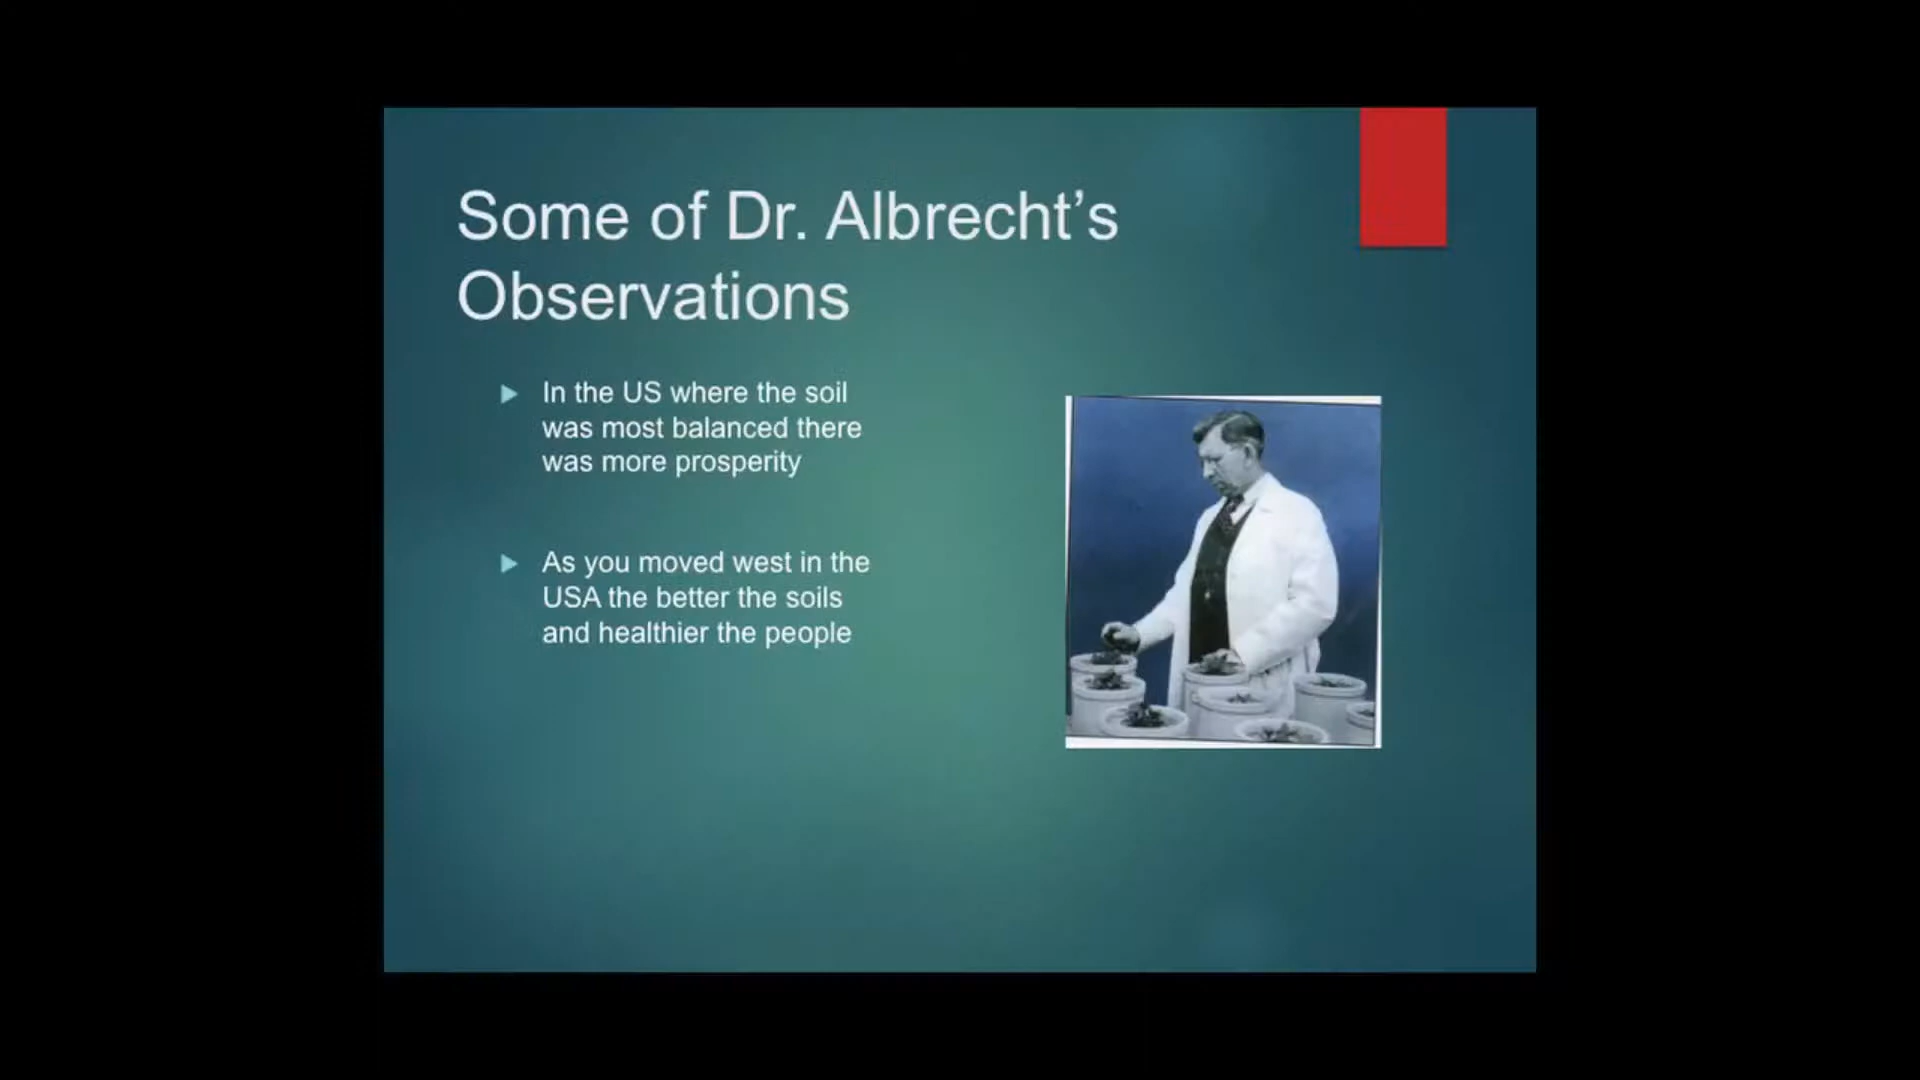 Some of Dr. Albrecht’s
Observations
In the US where the soil
was most balanced there
was more prosperity
As you moved west in the
USA the better the soils
and healthier the people